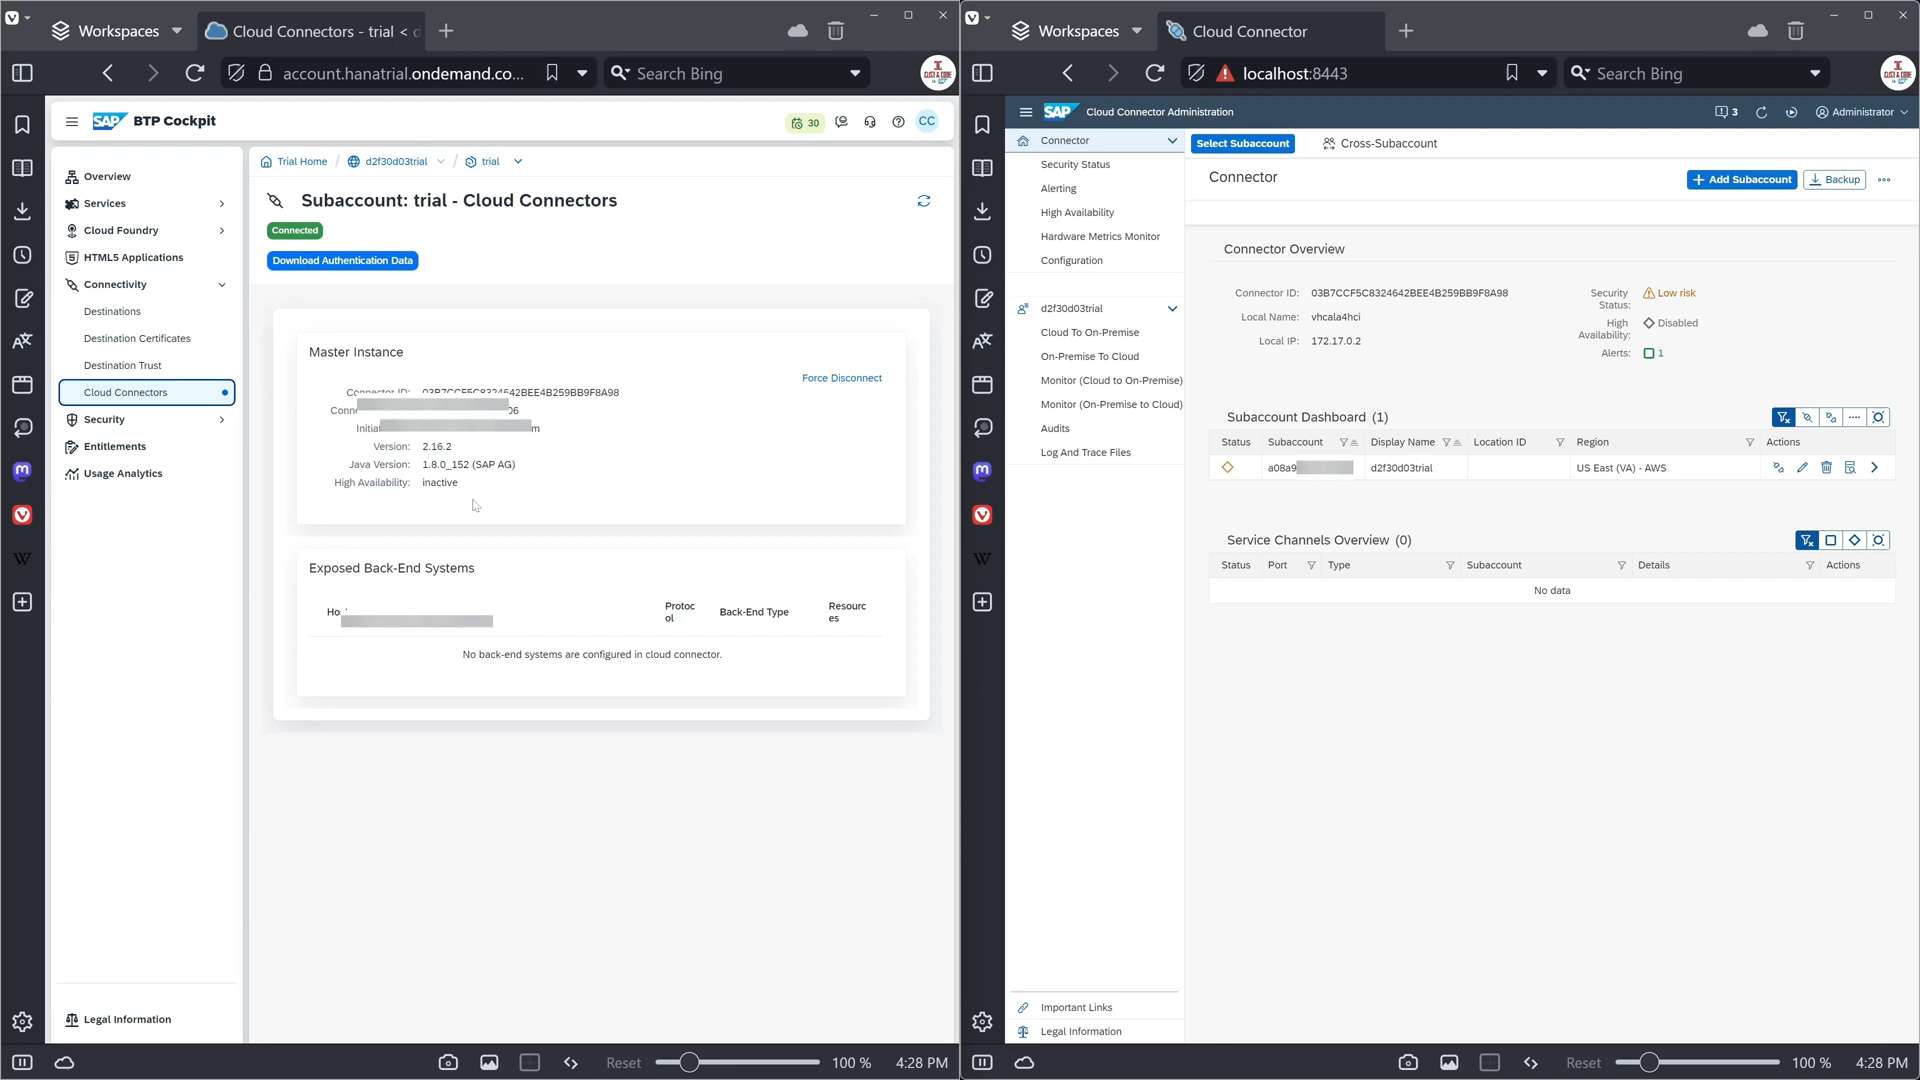 Workspaces
Cloud Connectors - trial <
account.hanatrial.ondemand.co...
Search Bing
SAP BTP Cockpit
30
CC
Overview
Services
Cloud Foundry
HTML5 Applications
Connectivity
Destinations
Destination Certificates
Destination Trust
Cloud Connectors
Security
Entitlements
Usage Analytics
Legal Information
Trial Home / d2f30d03trial / trial
Subaccount: trial - Cloud Connectors
Connected
Download Authentication Data
Master Instance
Force Disconnect
Connector ID: 03B7CCF5C8324642BEE4B259BB9F8A98
Version: 2.16.2
Java Version: 1.8.0_152 (SAP AG)
High Availability: inactive
Exposed Back-End Systems
Protoc
ol
Back-End Type
Resourc
es
No back-end systems are configured in cloud connector.
Reset
100 %
4:28 PM
Workspaces
Cloud Connector
localhost:8443
Search Bing
SAP Cloud Connector Administration
3
Administrator
Connector
Security Status
Alerting
High Availability
Hardware Metrics Monitor
Configuration
d2f30d03trial
Cloud To On-Premise
On-Premise To Cloud
Monitor (Cloud to On-Premise)
Monitor (On-Premise to Cloud)
Audits
Log And Trace Files
Important Links
Legal Information
Select Subaccount
Cross-Subaccount
Connector
Add Subaccount
Backup
Connector Overview
Connector ID: 03B7CCF5C8324642BEE4B259BB9F8A98
Local Name: vhcala4hci
Local IP: 172.17.0.2
Security
Status:
Low risk
High
Availability:
Disabled
Alerts: 1
Subaccount Dashboard (1)
Status Subaccount Display Name Location ID Region Actions
a08a9 d2f30d03trial US East (VA) - AWS
Service Channels Overview (0)
Status Port Type Subaccount Details Actions
No data
Reset
100 %
4:28 PM